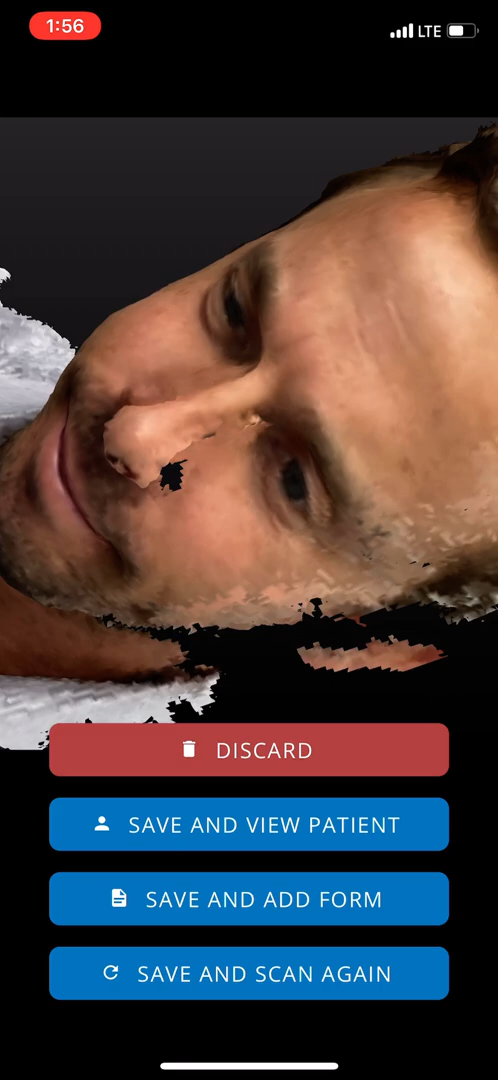 1:56
LTE
DISCARD
SAVE AND VIEW PATIENT
SAVE AND ADD FORM
SAVE AND SCAN AGAIN